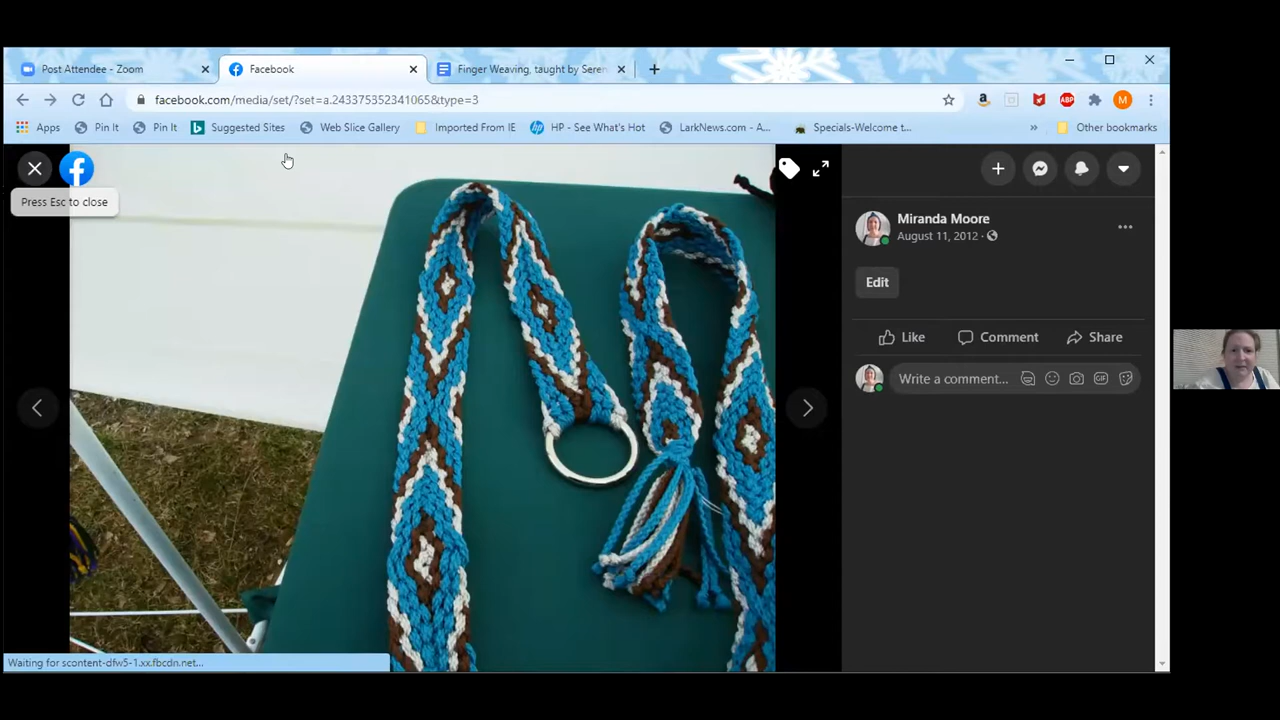 Post Attendee - Zoom
Facebook
Finger Weaving, taught by Seren
facebook.com/media/set/?set=a.243375352341065&type=3
ABP
M
Apps
Pin It
Pin It
Suggested Sites
Web Slice Gallery
Imported From IE
HP - See What's Hot
LarkNews.com - A...
Specials-Welcome t...
Other bookmarks
Press Esc to close
Miranda Moore
August 11, 2012
Edit
Like
Comment
Share
Write a comment...
GIF
Waiting for scontent-dfw5-1.xx.fbcdn.net...